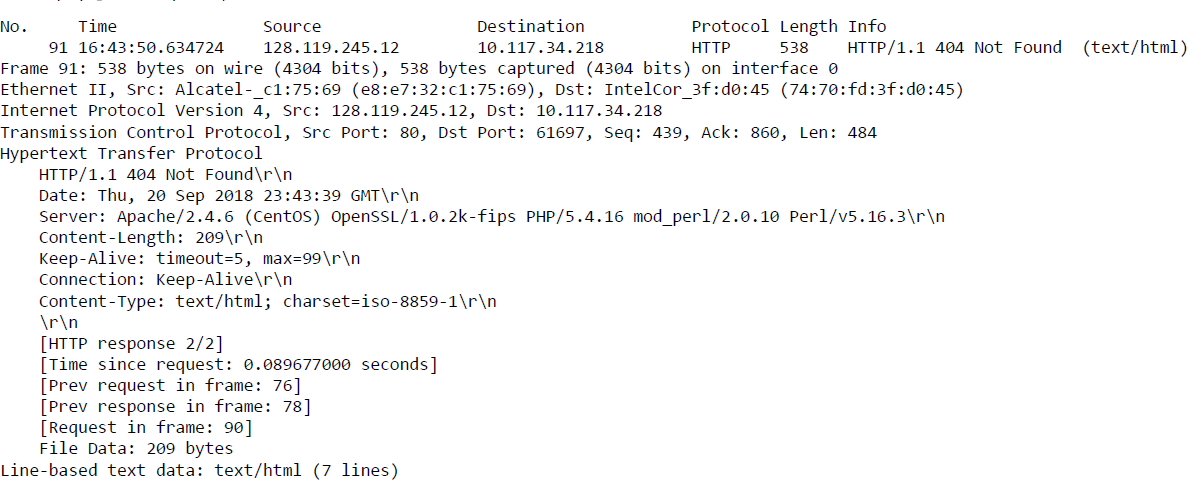 No. Time Source Destination Protocol Length Info
91 16:43:50.634724 128.119.245.12 10.117.34.218 HTTP 538 HTTP/1.1 404 Not Found (text/html)
Frame 91: 538 bytes on wire (4304 bits), 538 bytes captured (4304 bits) on interface 0
Ethernet II, Src: Alcatel-_c1:75:69 (e8:e7:32:c1:75:69), Dst: IntelCor_3f:d0:45 (74:70:fd:3f:d0:45)
Internet Protocol Version 4, Src: 128.119.245.12, Dst: 10.117.34.218
Transmission Control Protocol, Src Port: 80, Dst Port: 61697, Seq: 439, Ack: 860, Len: 484
Hypertext Transfer Protocol
HTTP/1.1 404 Not Found\r\n
Date: Thu, 20 Sep 2018 23:43:39 GMT\r\n
Server: Apache/2.4.6 (CentOS) OpenSSL/1.0.2k-fips PHP/5.4.16 mod_perl/2.0.10 Perl/v5.16.3\r\n
Content-Length: 209\r\n
Keep-Alive: timeout=5, max=99\r\n
Connection: Keep-Alive\r\n
Content-Type: text/html; charset=iso-8859-1\r\n
\r\n
[HTTP response 2/2]
[Time since request: 0.089677000 seconds]
[Prev request in frame: 76]
[Prev response in frame: 78]
[Request in frame: 90]
File Data: 209 bytes
Line-based text data: text/html (7 lines)